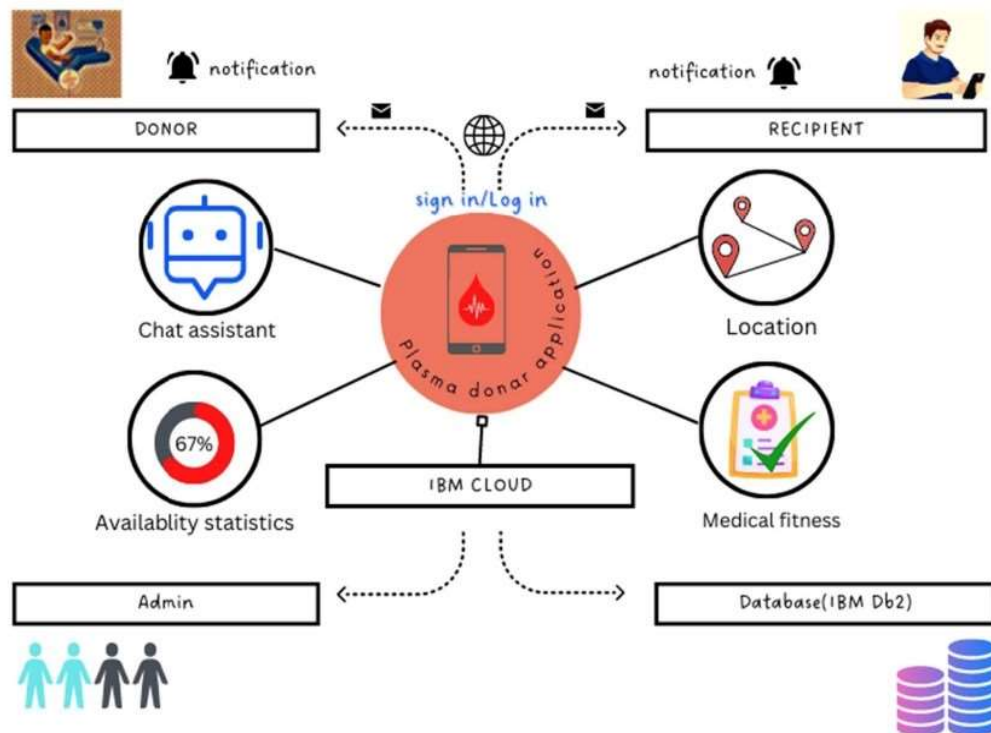 notification
notification
DONOR
RECIPIENT
sign in/Log in
Plasma donar application
Chat assistant
Location
67%
Availablity statistics
Medical fitness
IBM CLOUD
Admin
Database(IBM Db2)